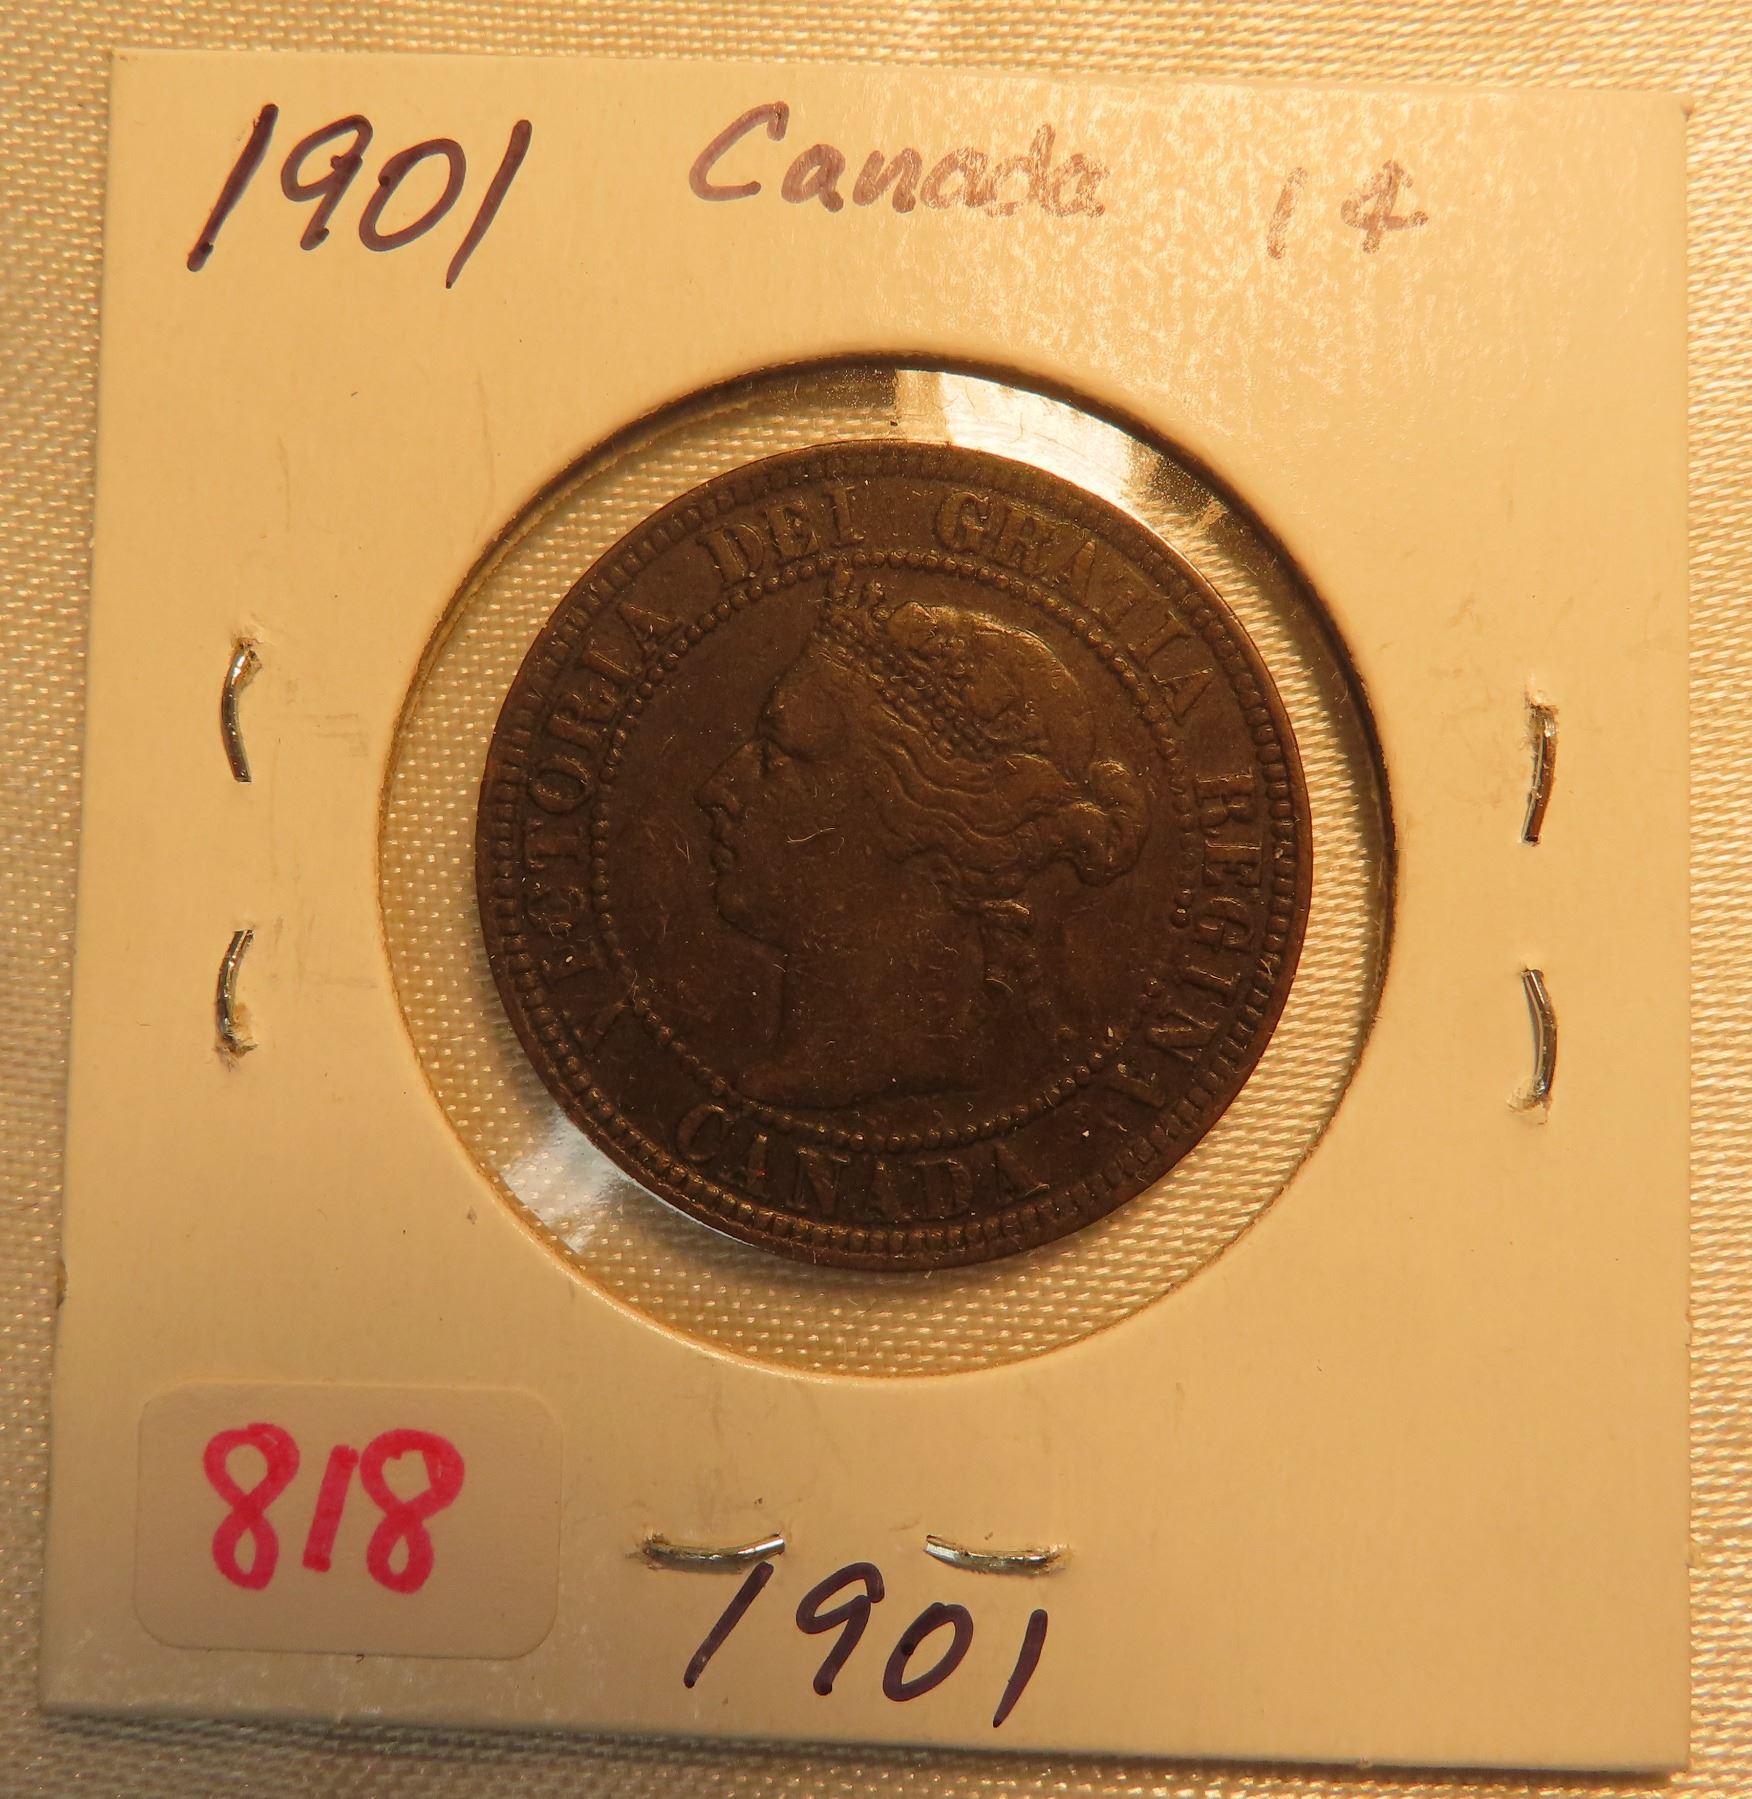 1901 Canada 1¢
VICTORIA DEI GRATIA REGINA.
CANADA
818
1901